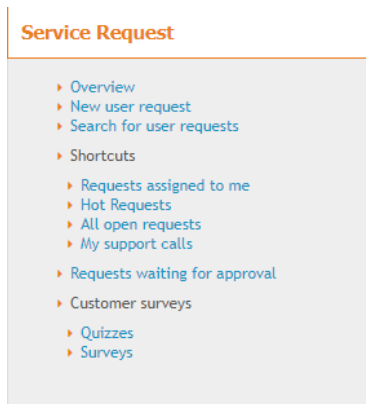 Service Request
Overview
New user request
Search for user requests
Shortcuts
Requests assigned to me
Hot Requests
All open requests
My support calls
Requests waiting for approval
Customer surveys
Quizzes
Surveys